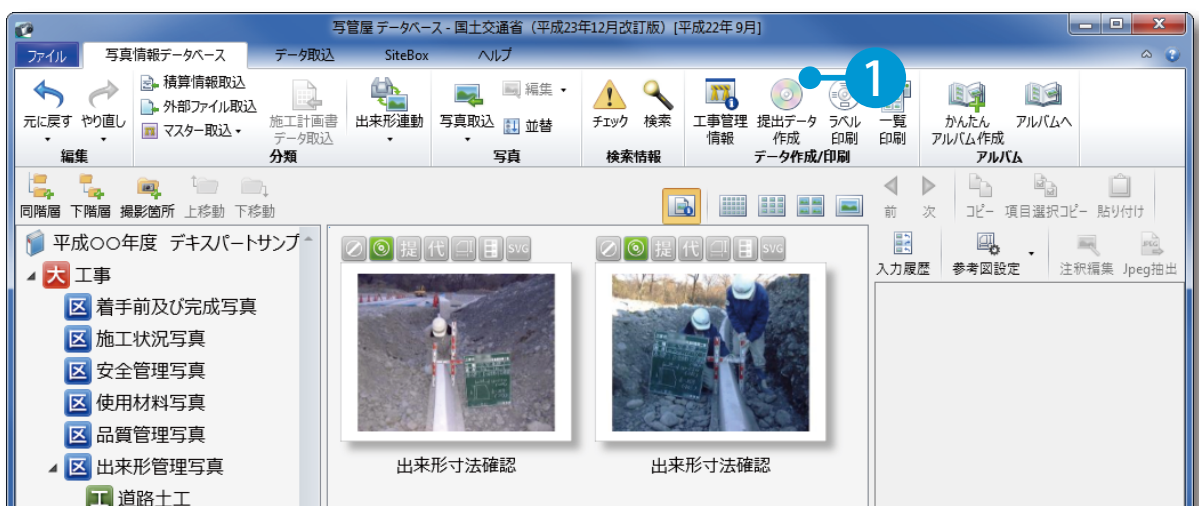 写管屋 データベース - 国土交通省（平成23年12月改訂版）[平成22年 9月]
ファイル 写真情報データベース データ取込 SiteBox ヘルプ
元に戻す やり直し
編集
積算情報取込
外部ファイル取込
マスター取込
施工計画書
データ取込
出来形連動
分類
写真取込
編集
並替
写真
チェック 検索
検索情報
工事管理
情報
提出データ
作成
ラベル
印刷
一覧
印刷
データ作成/印刷
1
かんたん
アルバム作成
アルバムへ
アルバム
同階層 下階層 撮影箇所 上移動 下移動
前 次 コピー 項目選択コピー 貼り付け
平成○○年度 デキスパートサンプ
大 工事
区 着手前及び完成写真
区 施工状況写真
区 安全管理写真
区 使用材料写真
区 品質管理写真
区 出来形管理写真
工 道路土工
提 代 SVG
出来形寸法確認
提 代 SVG
出来形寸法確認
入力履歴 参考図設定 注釈編集 Jpeg抽出
JPEG